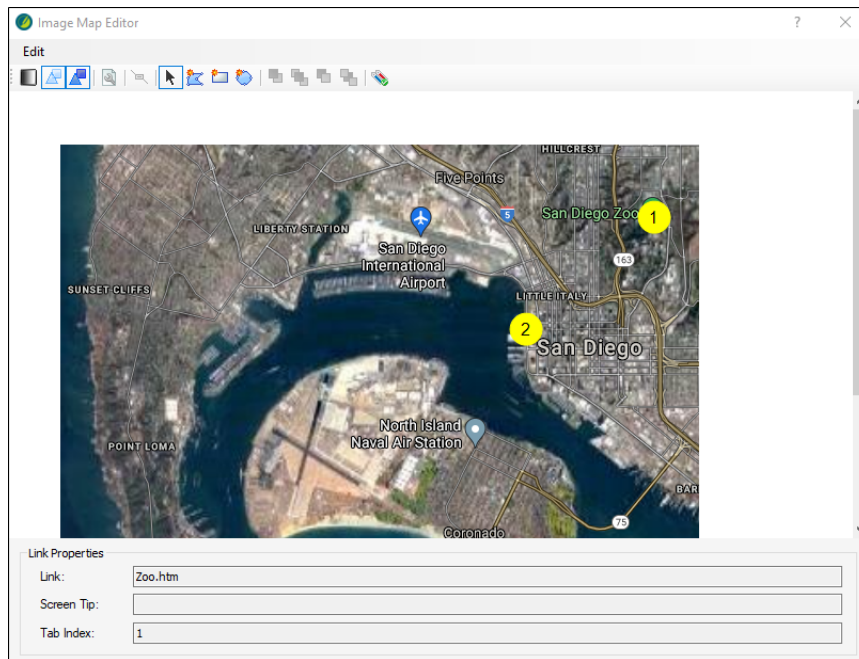 Image Map Editor
?
Edit
HILLCREST
Five Points
5
San Diego Zoo
1
LIBERTY STATION
San Diego
International
Airport
163
SUNSET CLIFFS
LITTLE ITALY
2
San Diego
North Island
Naval Air Station
POINT LOMA
BAR
75
Coronado
Link Properties
Link:
Zoo.htm
Screen Tip:
Tab Index:
1